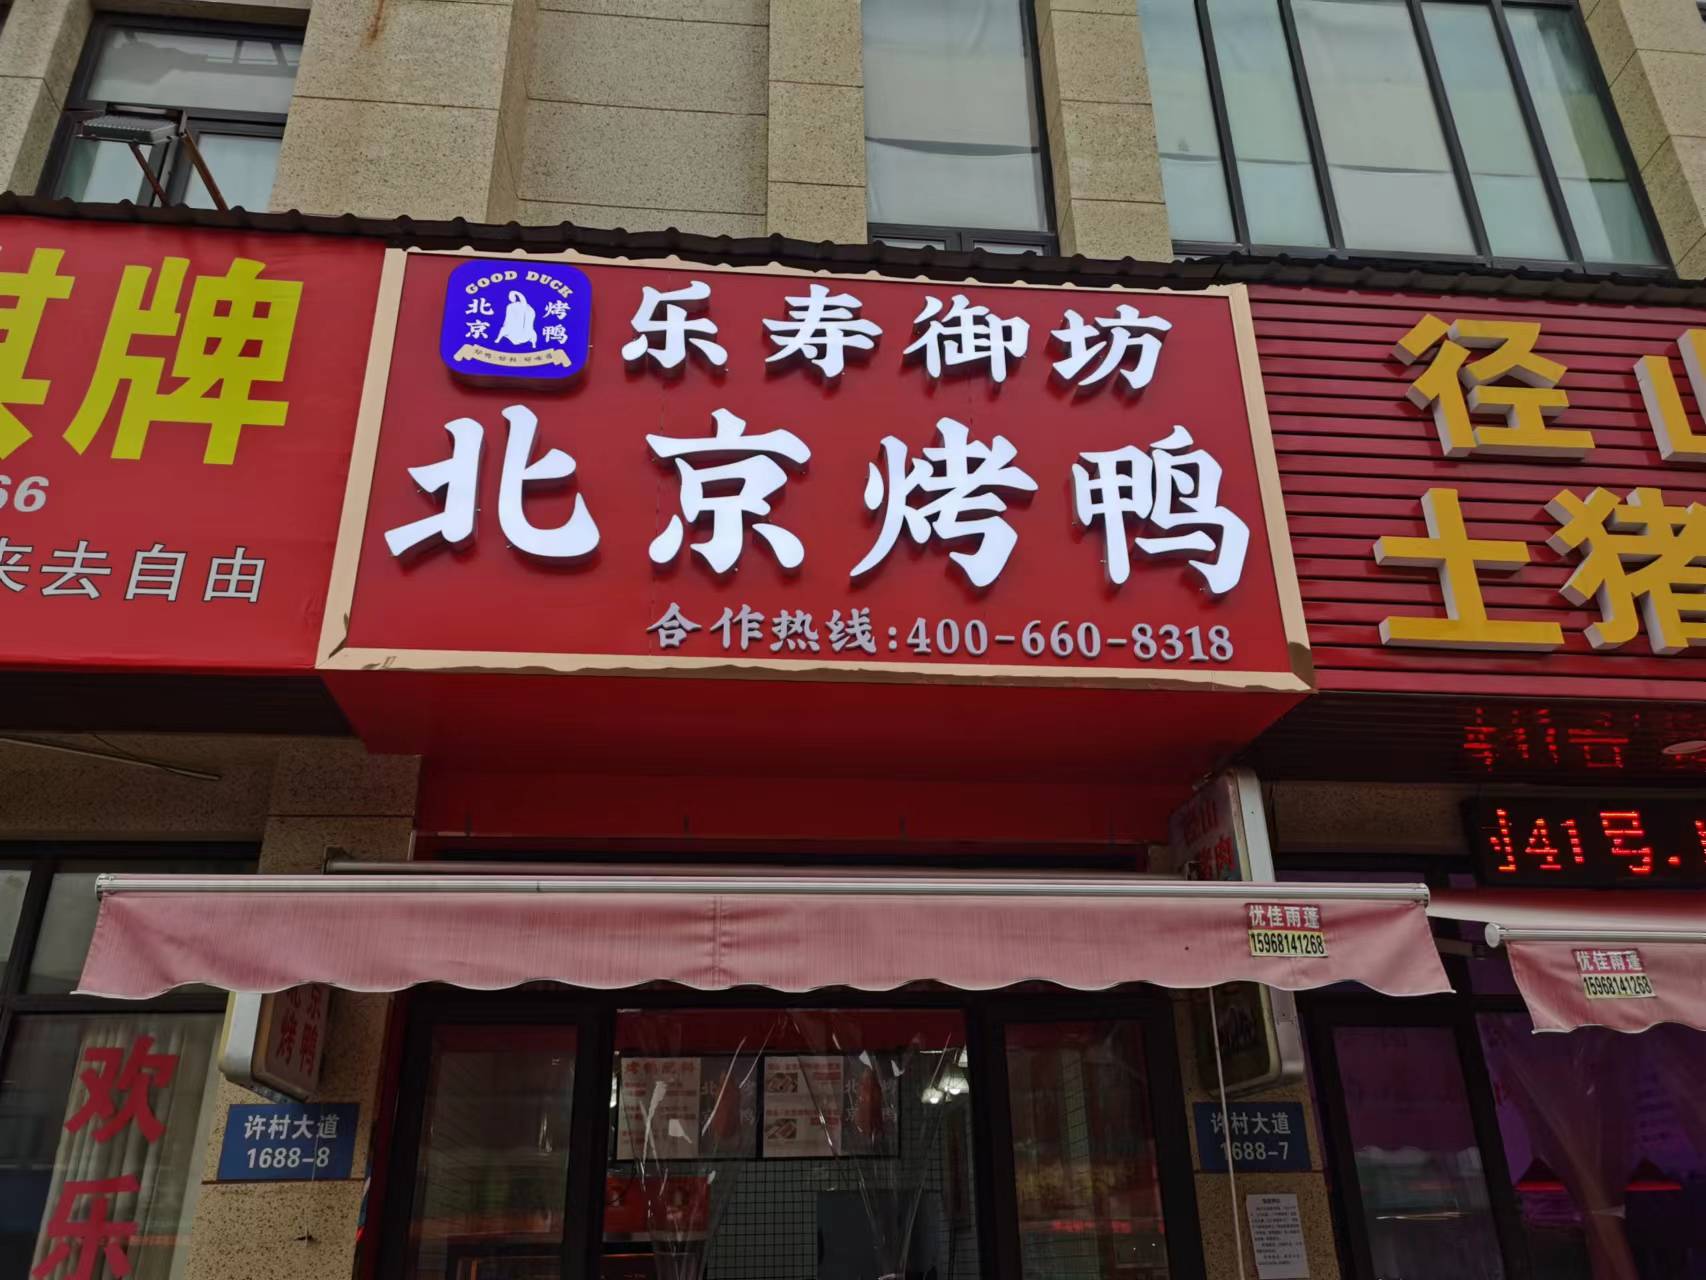 GOOD DUCK
北京
烤鸭
乐寿御坊
北京烤鸭
合作热线:400-660-8318
棋牌
66
来去自由
径山
土猪
41号.
优佳雨蓬
15968141268
优佳雨蓬
15968141268
北京
烤鸭
欢
乐
许村大道
1688-8
许村大道
1688-7